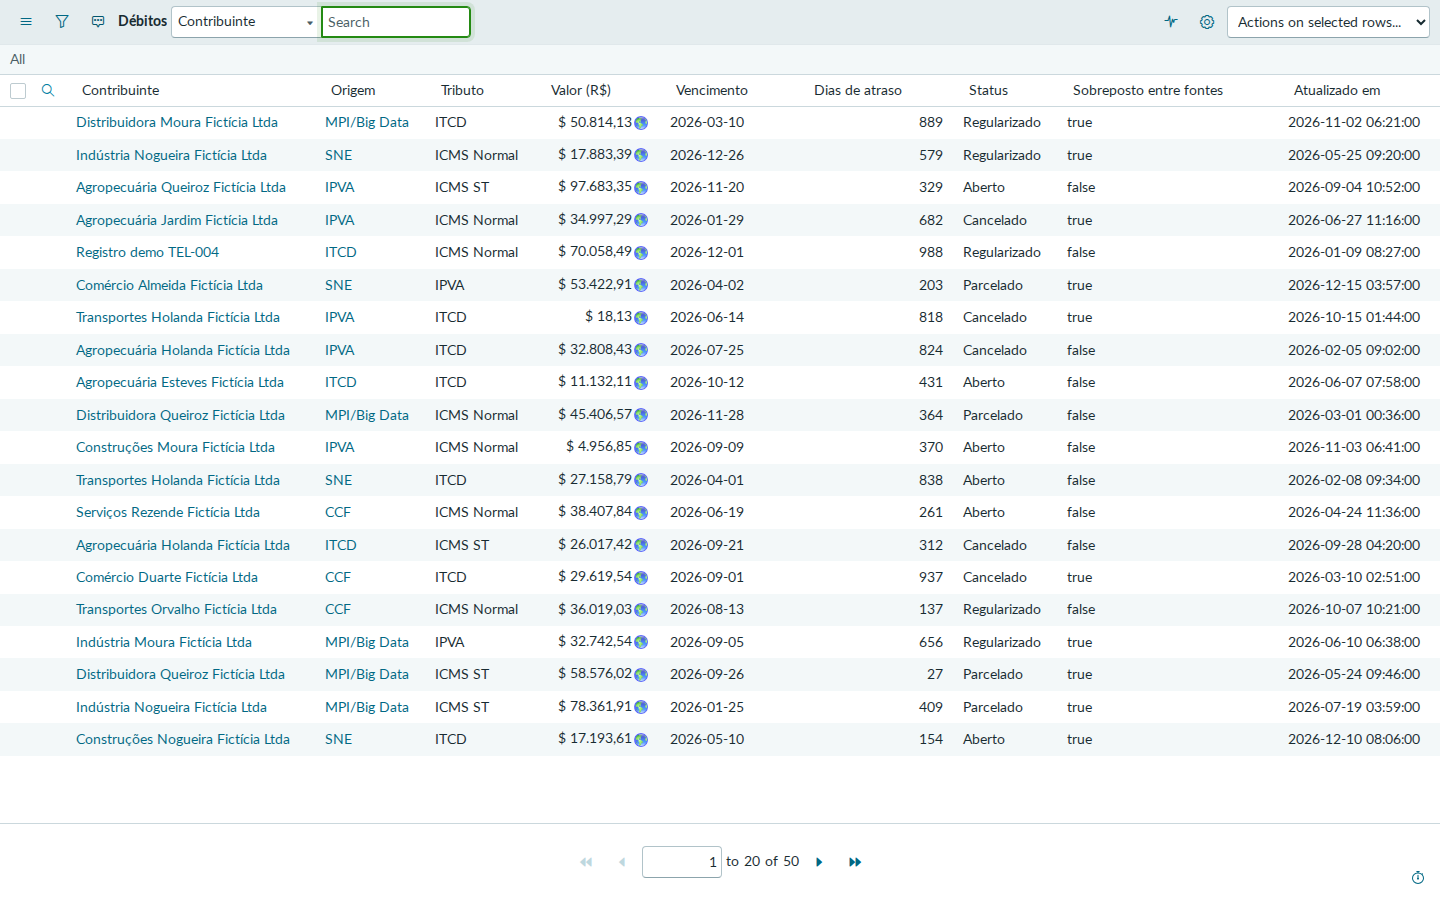 Débitos Contribuinte Search Actions on selected rows...
All
Contribuinte Origem Tributo Valor (R$) Vencimento Dias de atraso Status Sobreposto entre fontes Atualizado em
Distribuidora Moura Fictícia Ltda MPI/Big Data ITCD $ 50.814,13 2026-03-10 889 Regularizado true 2026-11-02 06:21:00
Indústria Nogueira Fictícia Ltda SNE ICMS Normal $ 17.883,39 2026-12-26 579 Regularizado true 2026-05-25 09:20:00
Agropecuária Queiroz Fictícia Ltda IPVA ICMS ST $ 97.683,35 2026-11-20 329 Aberto false 2026-09-04 10:52:00
Agropecuária Jardim Fictícia Ltda IPVA ICMS Normal $ 34.997,29 2026-01-29 682 Cancelado true 2026-06-27 11:16:00
Registro demo TEL-004 ITCD ICMS Normal $ 70.058,49 2026-12-01 988 Regularizado false 2026-01-09 08:27:00
Comércio Almeida Fictícia Ltda SNE IPVA $ 53.422,91 2026-04-02 203 Parcelado true 2026-12-15 03:57:00
Transportes Holanda Fictícia Ltda IPVA ITCD $ 18,13 2026-06-14 818 Cancelado true 2026-10-15 01:44:00
Agropecuária Holanda Fictícia Ltda IPVA ITCD $ 32.808,43 2026-07-25 824 Cancelado false 2026-02-05 09:02:00
Agropecuária Esteves Fictícia Ltda ITCD ITCD $ 11.132,11 2026-10-12 431 Aberto false 2026-06-07 07:58:00
Distribuidora Queiroz Fictícia Ltda MPI/Big Data ICMS Normal $ 45.406,57 2026-11-28 364 Parcelado false 2026-03-01 00:36:00
Construções Moura Fictícia Ltda IPVA ICMS Normal $ 4.956,85 2026-09-09 370 Aberto false 2026-11-03 06:41:00
Transportes Holanda Fictícia Ltda SNE ITCD $ 27.158,79 2026-04-01 838 Aberto false 2026-02-08 09:34:00
Serviços Rezende Fictícia Ltda CCF ICMS Normal $ 38.407,84 2026-06-19 261 Aberto false 2026-04-24 11:36:00
Agropecuária Holanda Fictícia Ltda ITCD ICMS ST $ 26.017,42 2026-09-21 312 Cancelado false 2026-09-28 04:20:00
Comércio Duarte Fictícia Ltda CCF ITCD $ 29.619,54 2026-09-01 937 Cancelado true 2026-03-10 02:51:00
Transportes Orvalho Fictícia Ltda CCF ICMS Normal $ 36.019,03 2026-08-13 137 Regularizado false 2026-10-07 10:21:00
Indústria Moura Fictícia Ltda MPI/Big Data IPVA $ 32.742,54 2026-09-05 656 Regularizado true 2026-06-10 06:38:00
Distribuidora Queiroz Fictícia Ltda MPI/Big Data ICMS ST $ 58.576,02 2026-09-26 27 Parcelado true 2026-05-24 09:46:00
Indústria Nogueira Fictícia Ltda MPI/Big Data ICMS ST $ 78.361,91 2026-01-25 409 Parcelado true 2026-07-19 03:59:00
Construções Nogueira Fictícia Ltda SNE ITCD $ 17.193,61 2026-05-10 154 Aberto true 2026-12-10 08:06:00
1 to 20 of 50